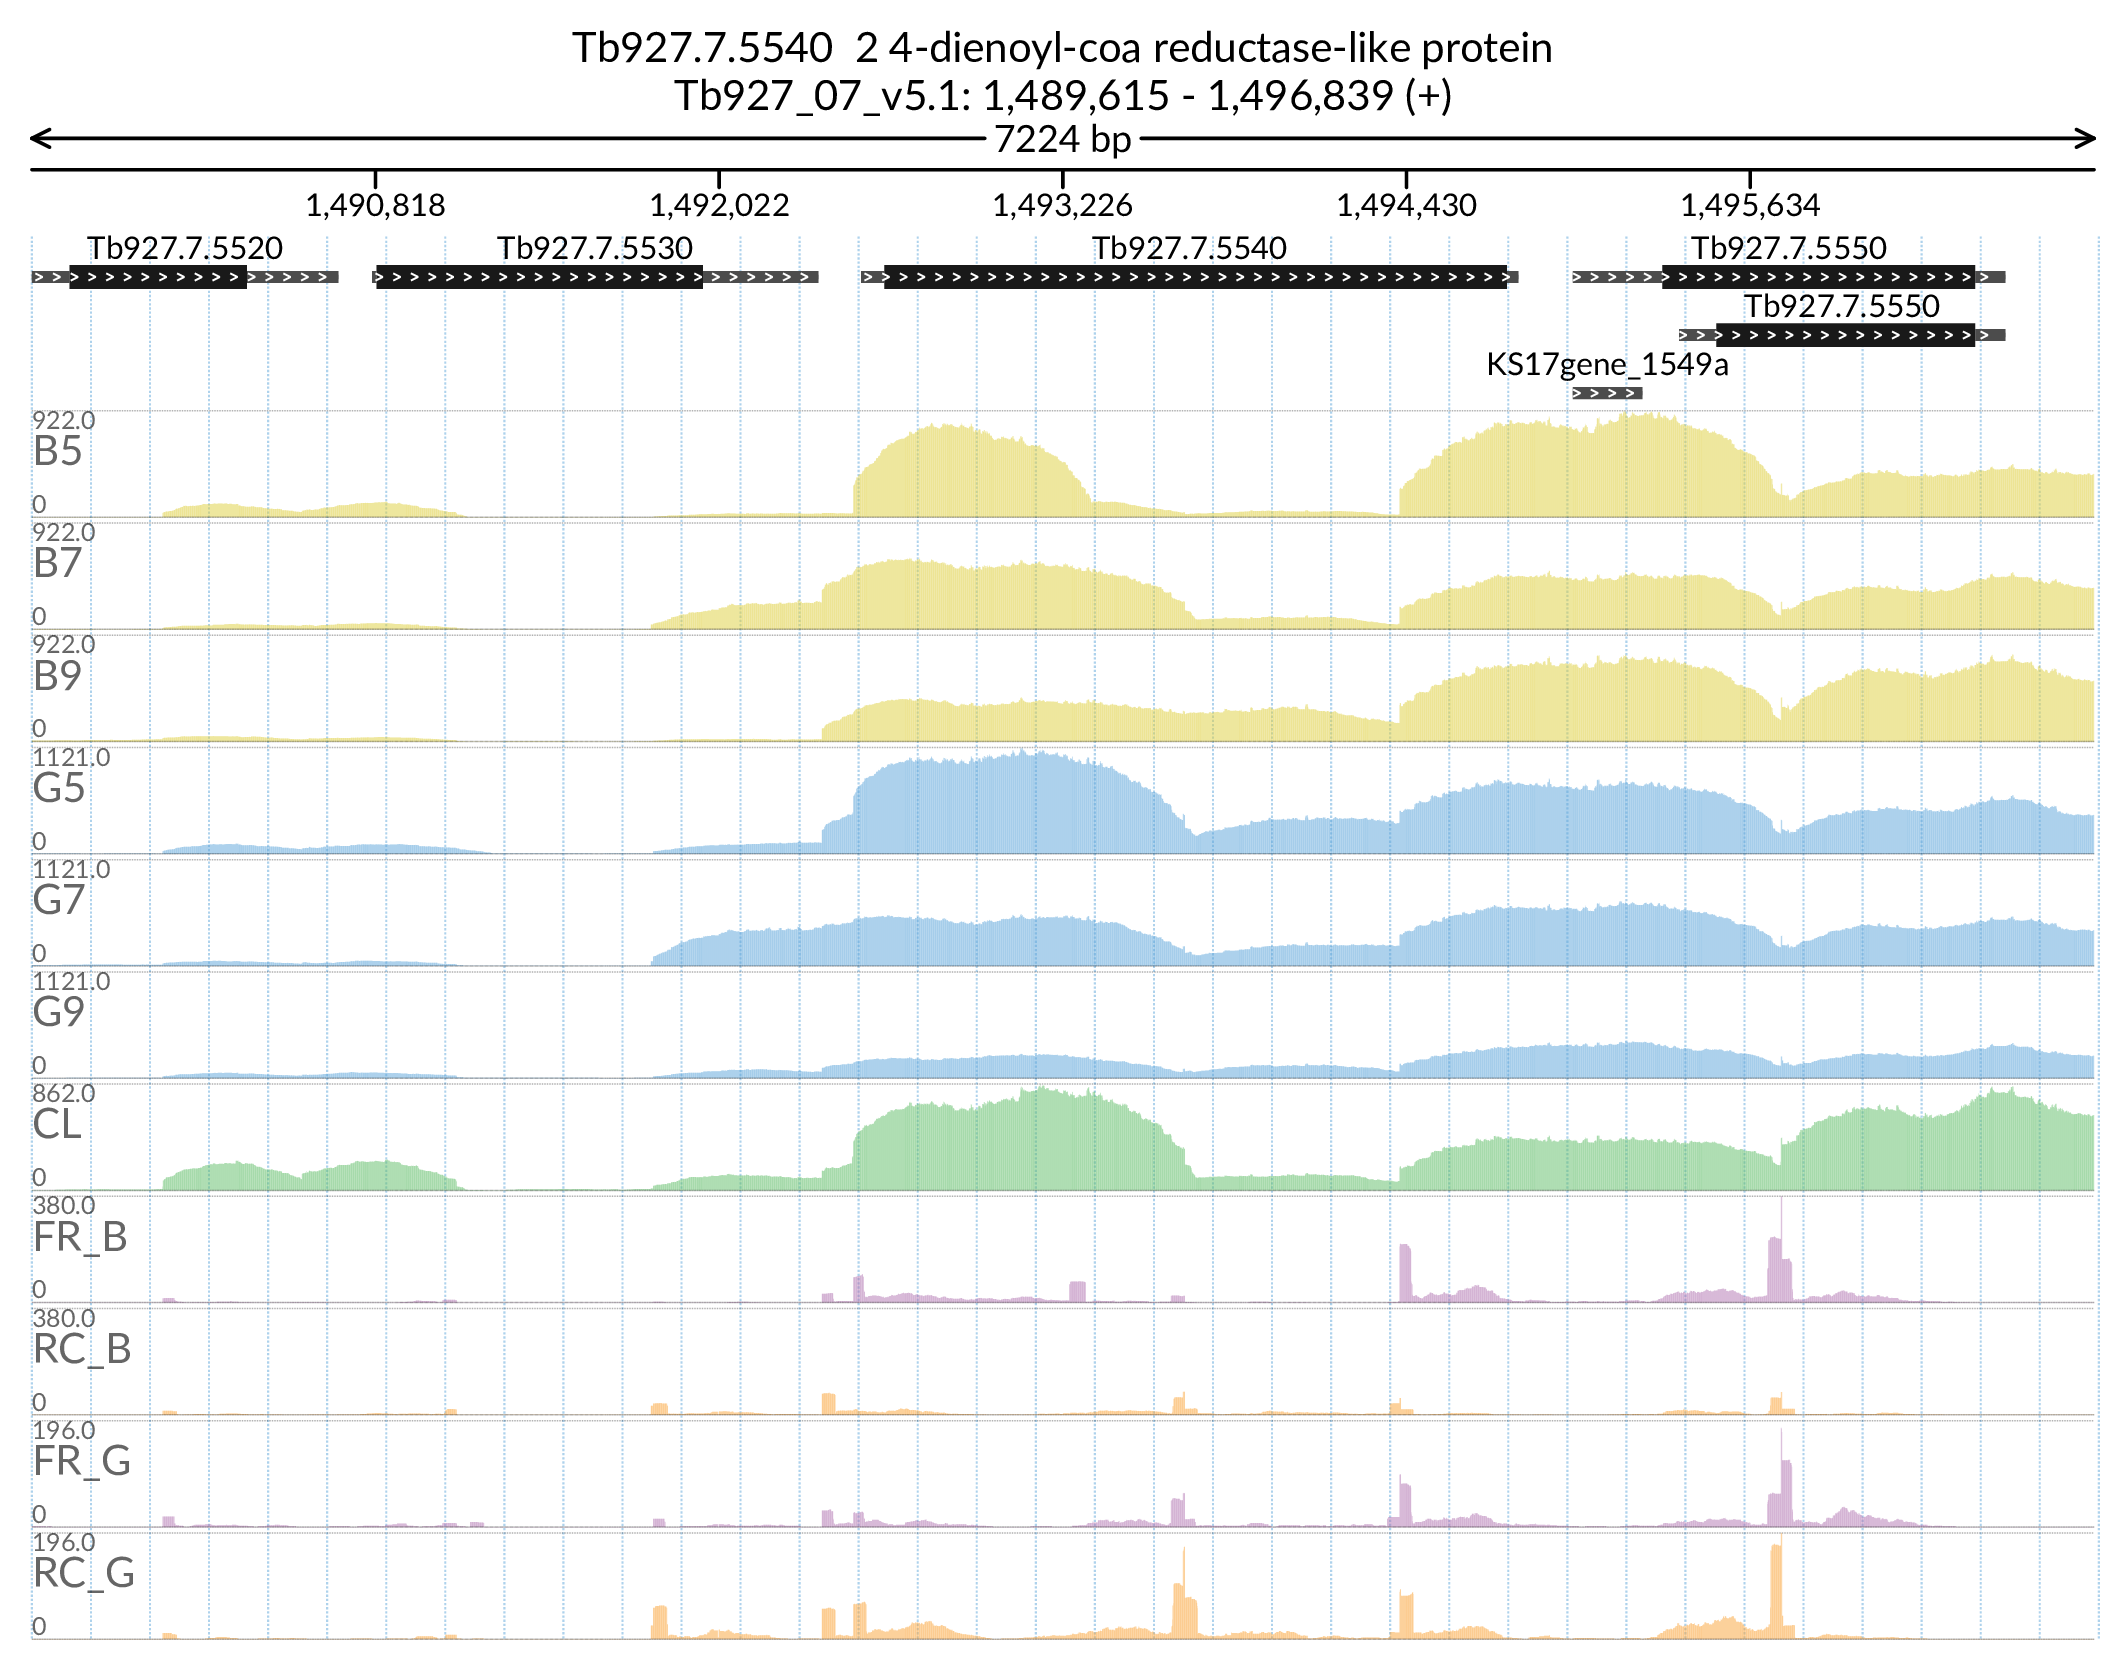 Tb927.7.5540 2 4-dienoyl-coa reductase-like protein
Tb927_07_v5.1: 1,489,615 - 1,496,839 (+)
7224 bp
1,490,818 1,492,022 1,493,226 1,494,430 1,495,634
Tb927.7.5520 Tb927.7.5530 Tb927.7.5540 Tb927.7.5550
Tb927.7.5550
KS17gene_1549a
922.0
B5
0
922.0
B7
0
922.0
B9
0
1121.0
G5
0
1121.0
G7
0
1121.0
G9
0
862.0
CL
0
380.0
FR_B
0
380.0
RC_B
0
196.0
FR_G
0
196.0
RC_G
0